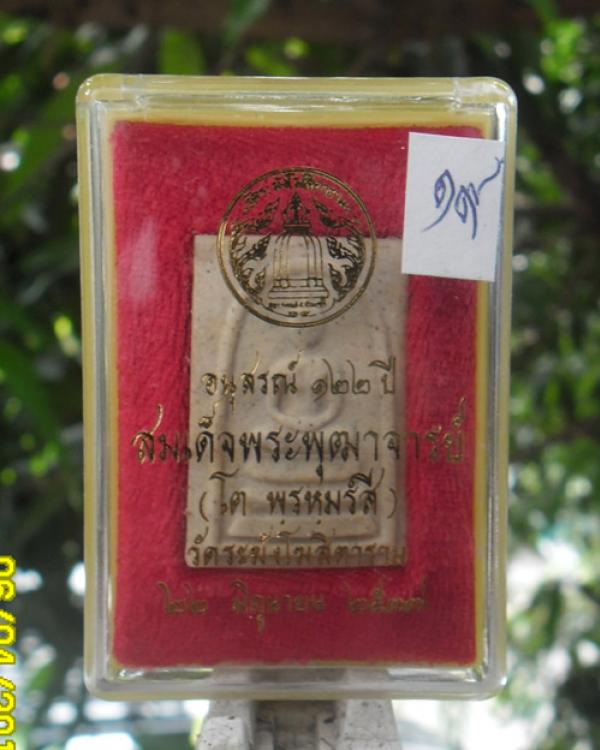 ๑๙
อนุสรณ์ ๑๒๒ ปี
สมเด็จพระพุฒาจารย์
(โต พรหมรํสี)
วัดระฆังโฆสิตาราม
๒๒ มิถุนายน ๒๕๓๗